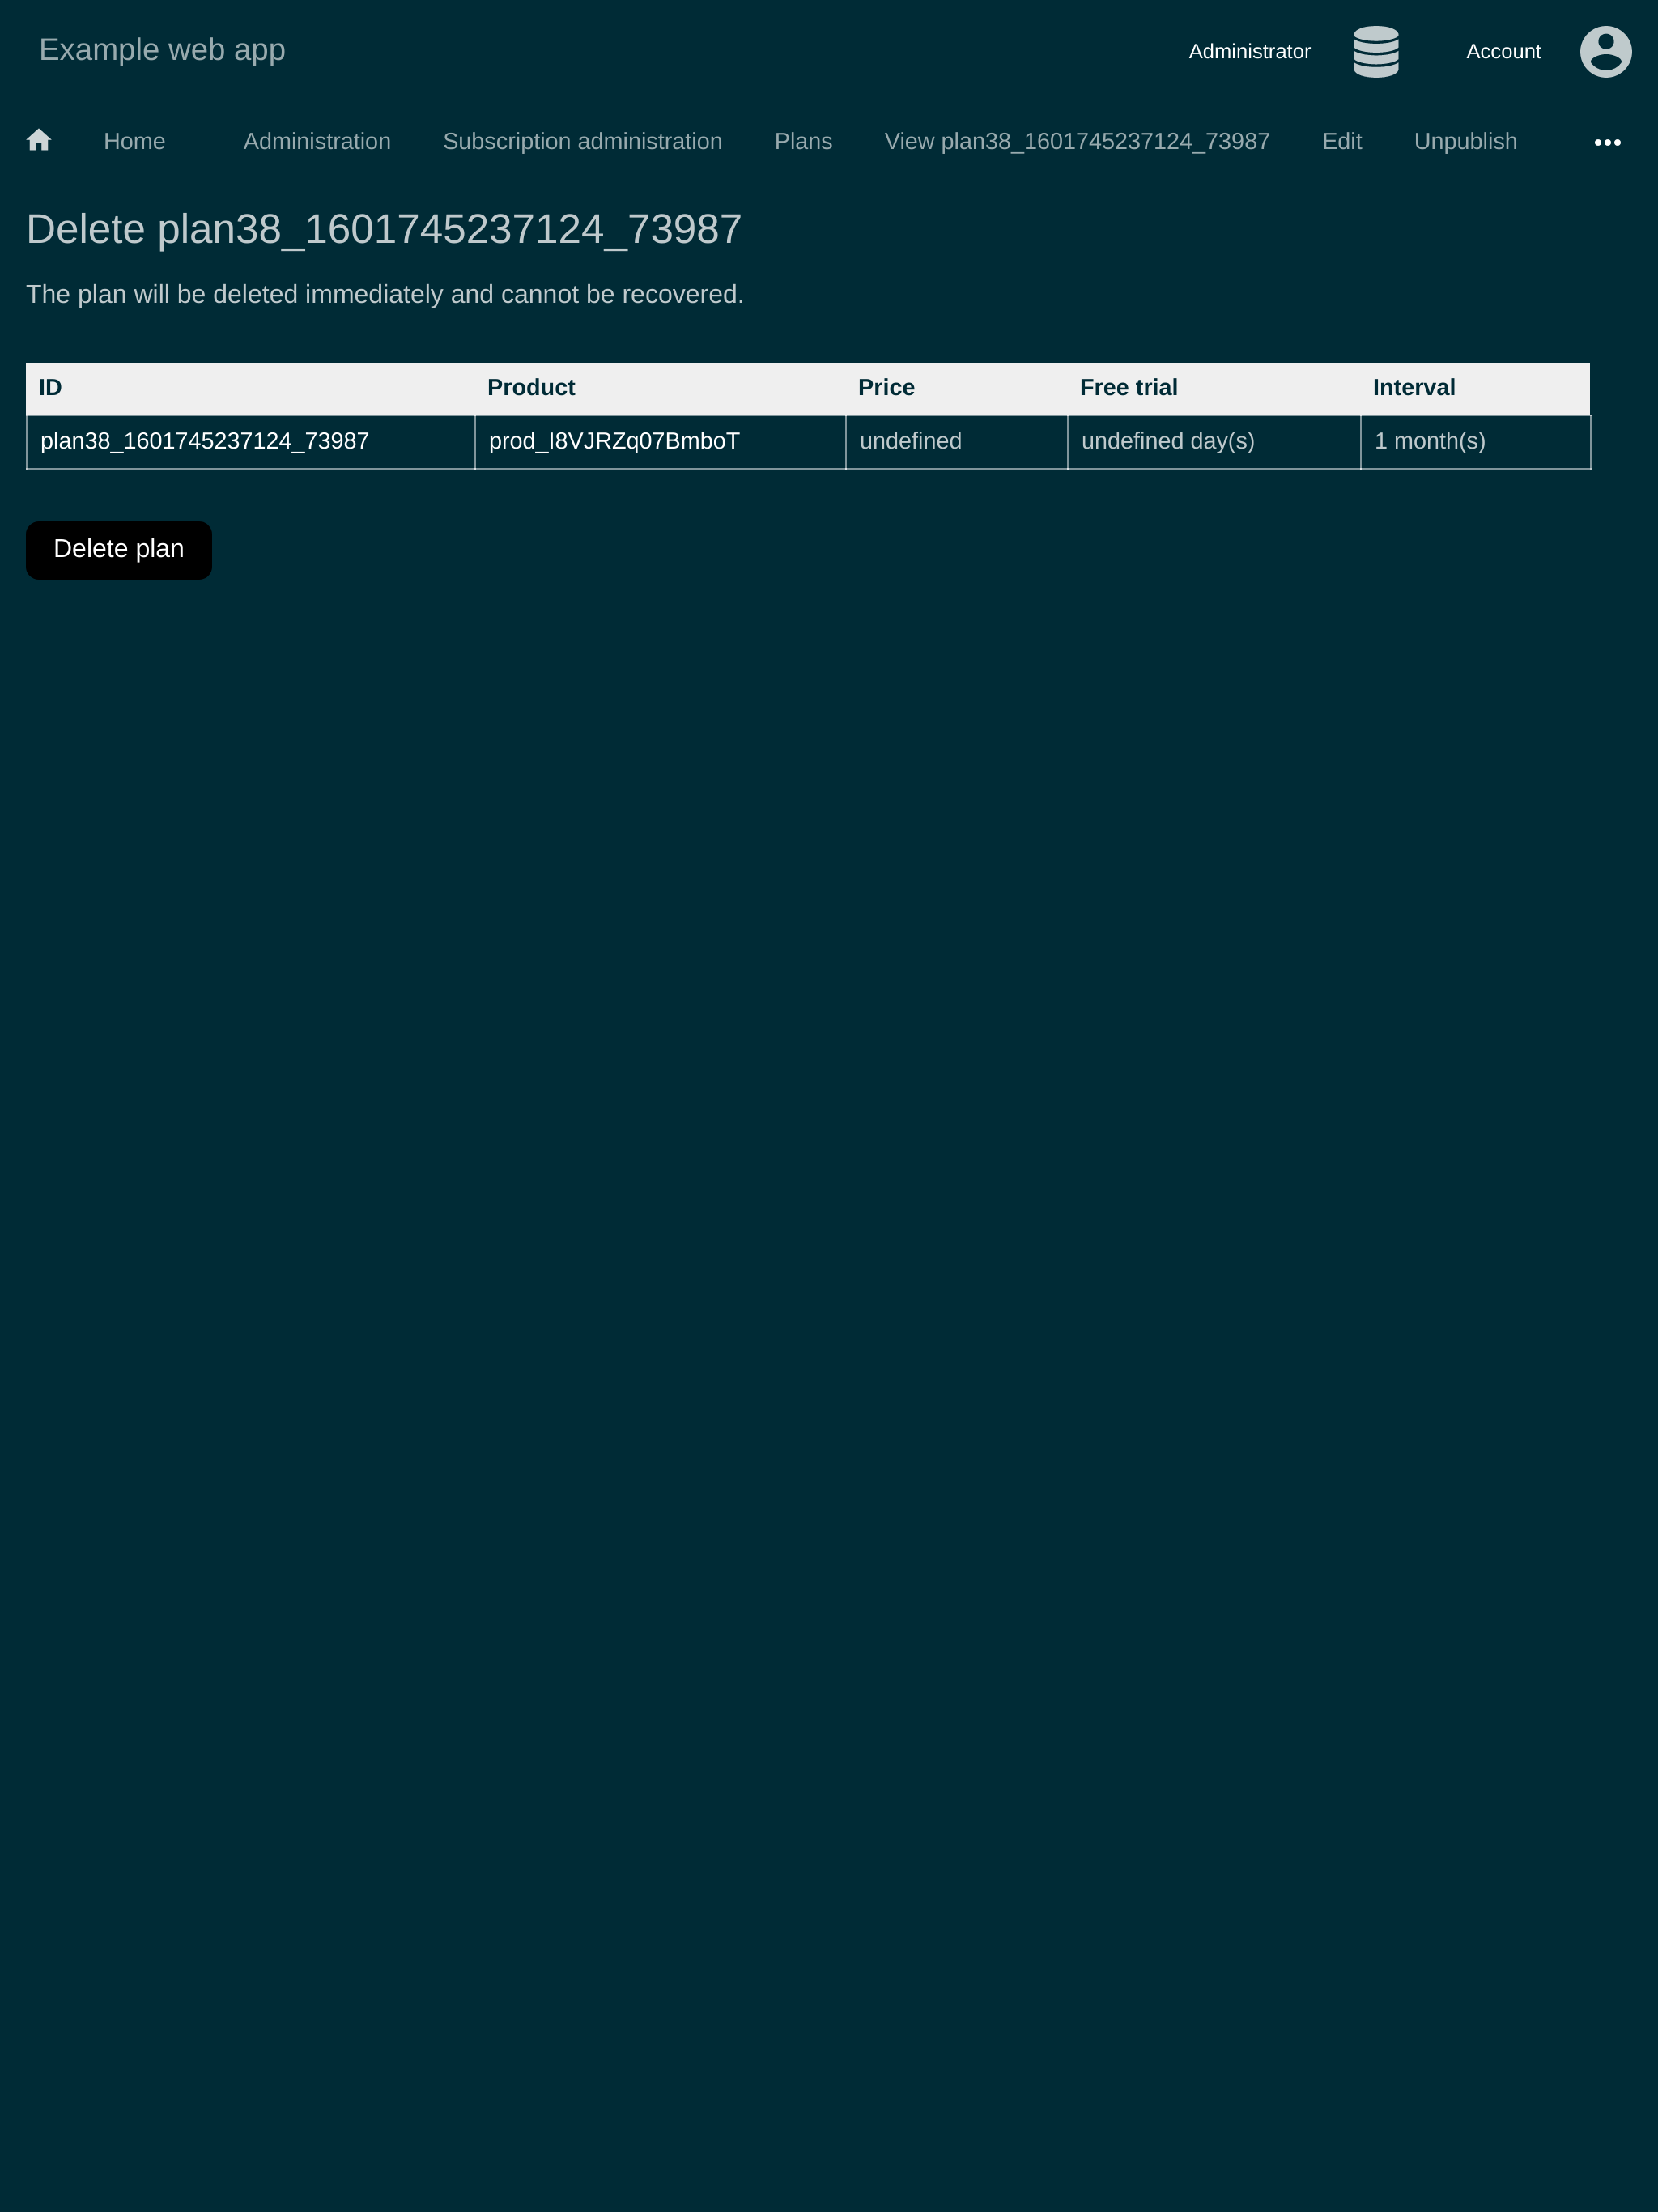 Example web app
Administrator
Account
Home Administration Subscription administration Plans View plan38_1601745237124_73987 Edit Unpublish
Delete plan38_1601745237124_73987
The plan will be deleted immediately and cannot be recovered.
ID Product Price Free trial Interval
plan38_1601745237124_73987 prod_I8VJRZq07BmboT undefined undefined day(s) 1 month(s)
Delete plan